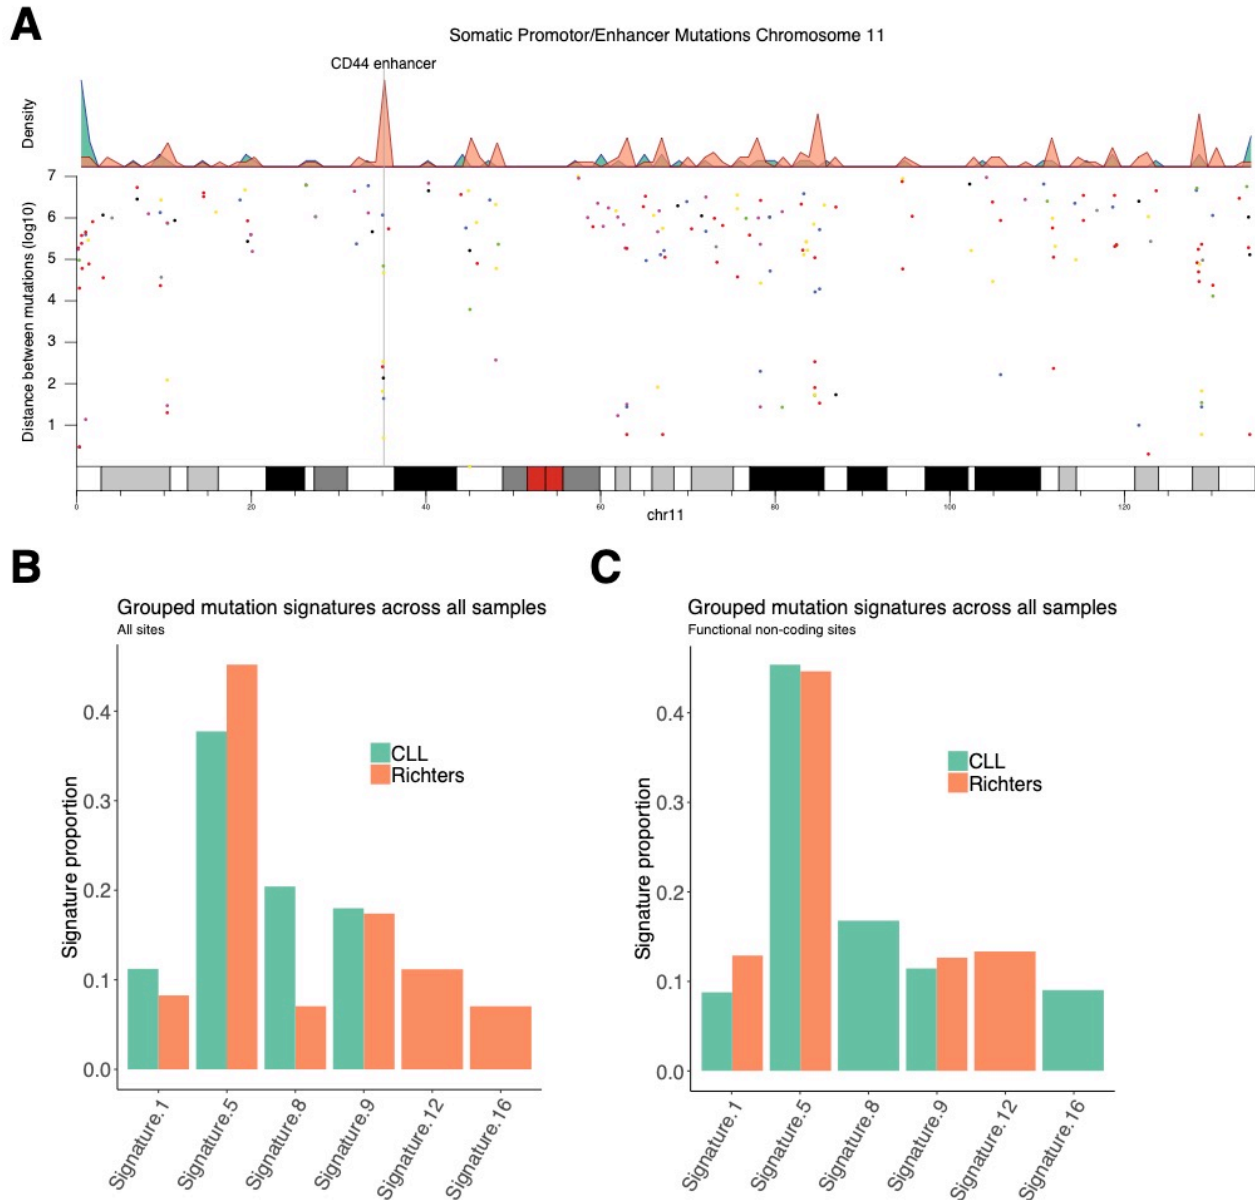 A
Somatic Promotor/Enhancer Mutations Chromosome 11
CD44 enhancer
Density
Distance between mutations (log10)
7
6
5
4
3
2
1
0 20 40 60 80 100 120
chr11
B
Grouped mutation signatures across all samples
All sites
Signature proportion
0.4
0.3
0.2
0.1
0.0
CLL
Richters
Signature.1
Signature.5
Signature.8
Signature.9
Signature.12
Signature.16
C
Grouped mutation signatures across all samples
Functional non-coding sites
Signature proportion
0.4
0.3
0.2
0.1
0.0
CLL
Richters
Signature.1
Signature.5
Signature.8
Signature.9
Signature.12
Signature.16